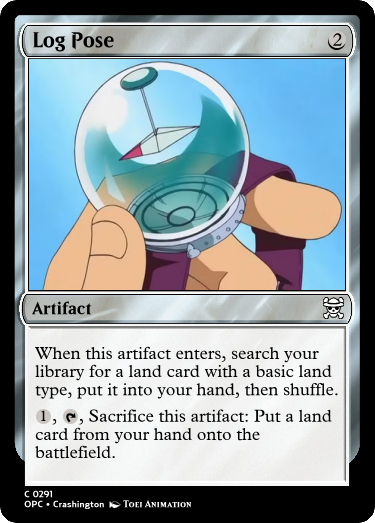 Log Pose 2
Artifact
When this artifact enters, search your
library for a land card with a basic land
type, put it into your hand, then shuffle.
1, , Sacrifice this artifact: Put a land
card from your hand onto the
battlefield.
C 0291
OPC • Crashington Toei Animation